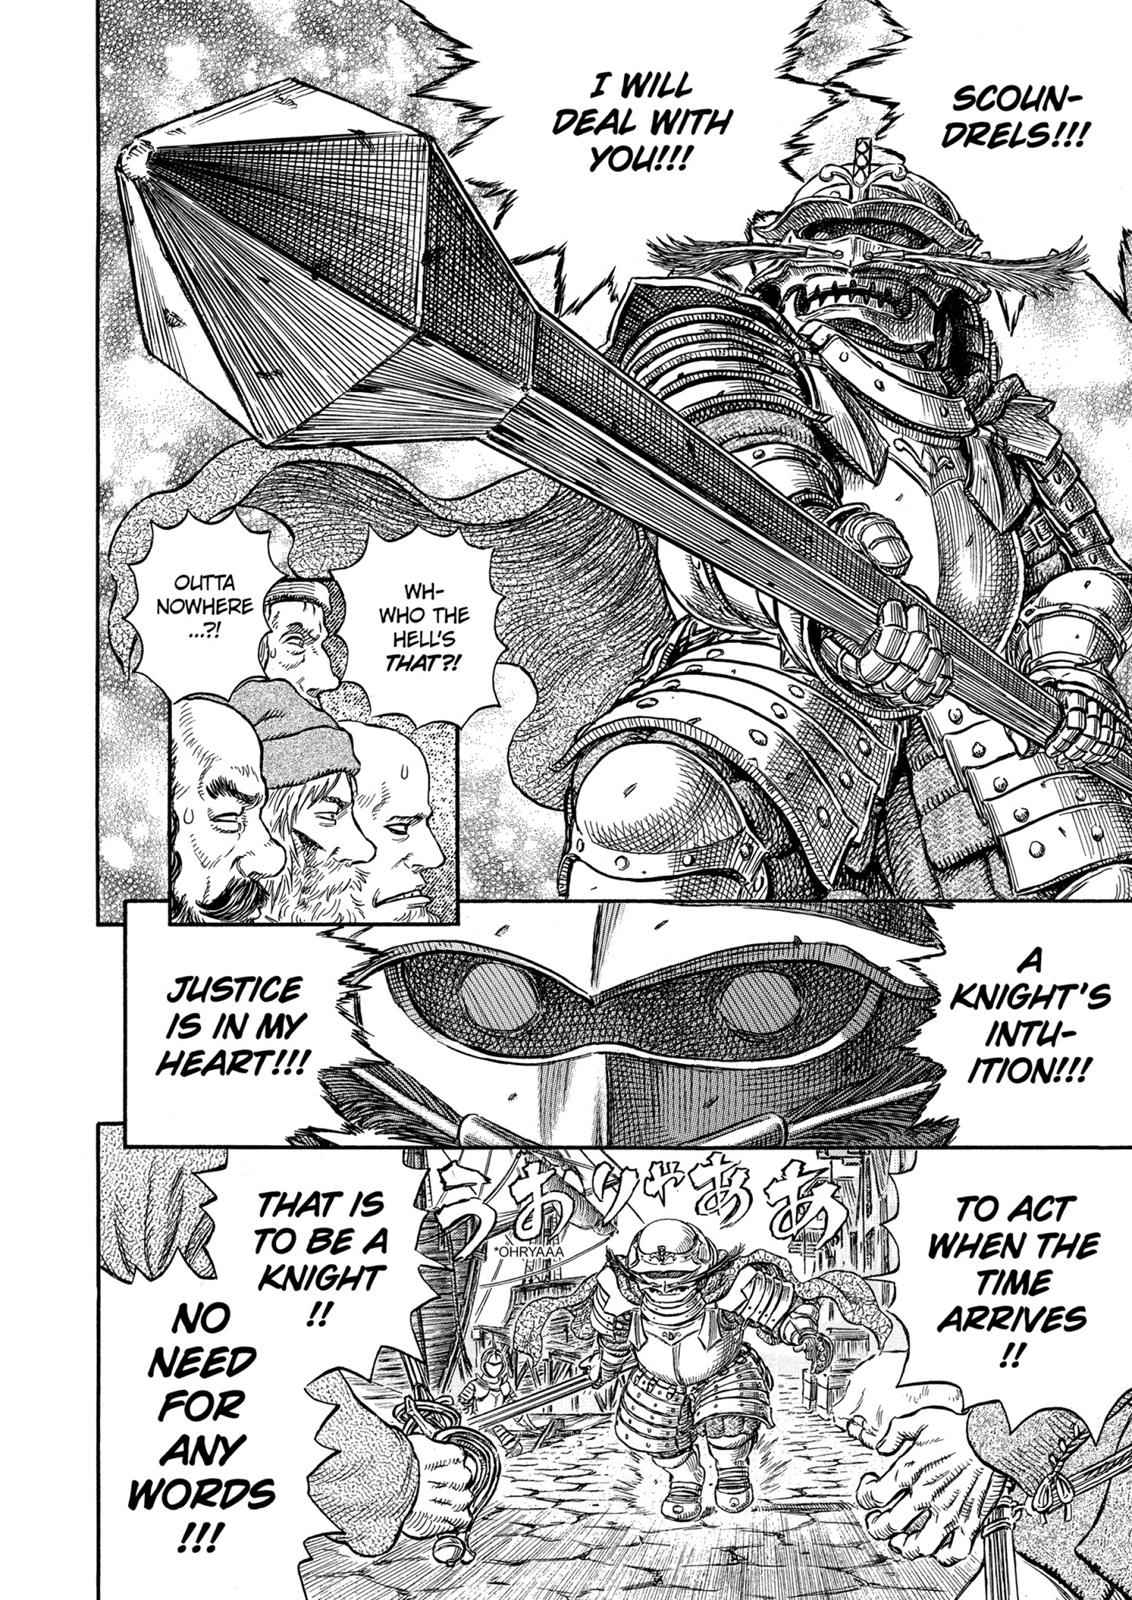 SCOUN-
DRELS!!!
I WILL
DEAL WITH
YOU!!!
WH-
WHO THE
HELL'S
THAT?!
OUTTA
NOWHERE
...?!
A
KNIGHT'S
INTU-
ITION!!!
JUSTICE
IS IN MY
HEART!!!
TO ACT
WHEN THE
TIME
ARRIVES
!!
うおりゃあああ
*OHRYAAA
THAT IS
TO BE A
KNIGHT
!!
NO
NEED
FOR
ANY
WORDS
!!!